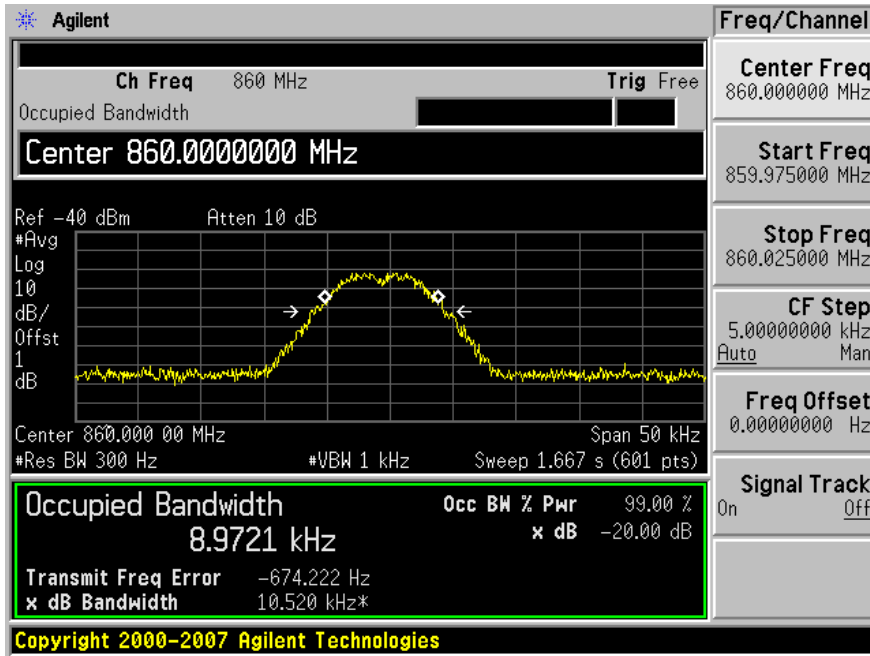 Agilent
Freq/Channel
Ch Freq 860 MHz Trig Free
Occupied Bandwidth
Center 860.0000000 MHz
Ref -40 dBm Atten 10 dB
#Avg
Log
10
dB/
Offst
1
dB
Center 860.000 00 MHz Span 50 kHz
#Res BW 300 Hz #VBW 1 kHz Sweep 1.667 s (601 pts)
Occupied Bandwidth
8.9721 kHz
Occ BW % Pwr 99.00 %
x dB -20.00 dB
Transmit Freq Error -674.222 Hz
x dB Bandwidth 10.520 kHz*
Copyright 2000-2007 Agilent Technologies
Center Freq
860.000000 MHz
Start Freq
859.975000 MHz
Stop Freq
860.025000 MHz
CF Step
5.00000000 kHz
Auto Man
Freq Offset
0.00000000 Hz
Signal Track
On Off